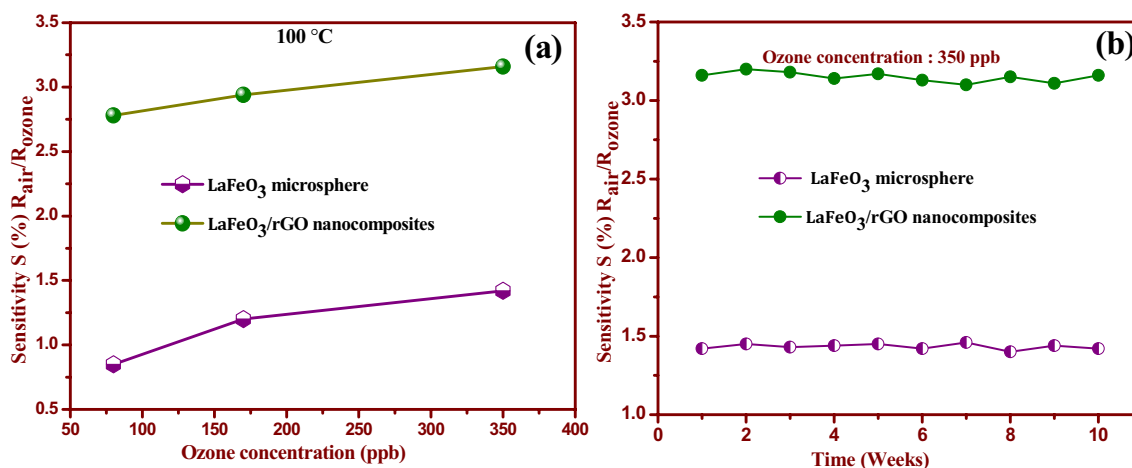 100 °C
(a)
3.5
3.0
2.5
2.0
1.5
1.0
0.5
Sensitivity S (%) Rair/Rozone
LaFeO3 microsphere
LaFeO3/rGO nanocomposites
50 100 150 200 250 300 350 400
Ozone concentration (ppb)
(b)
Ozone concentration : 350 ppb
3.5
3.0
2.5
2.0
1.5
1.0
Sensitivity S (%) Rair/Rozone
LaFeO3 microsphere
LaFeO3/rGO nanocomposites
0 2 4 6 8 10
Time (Weeks)